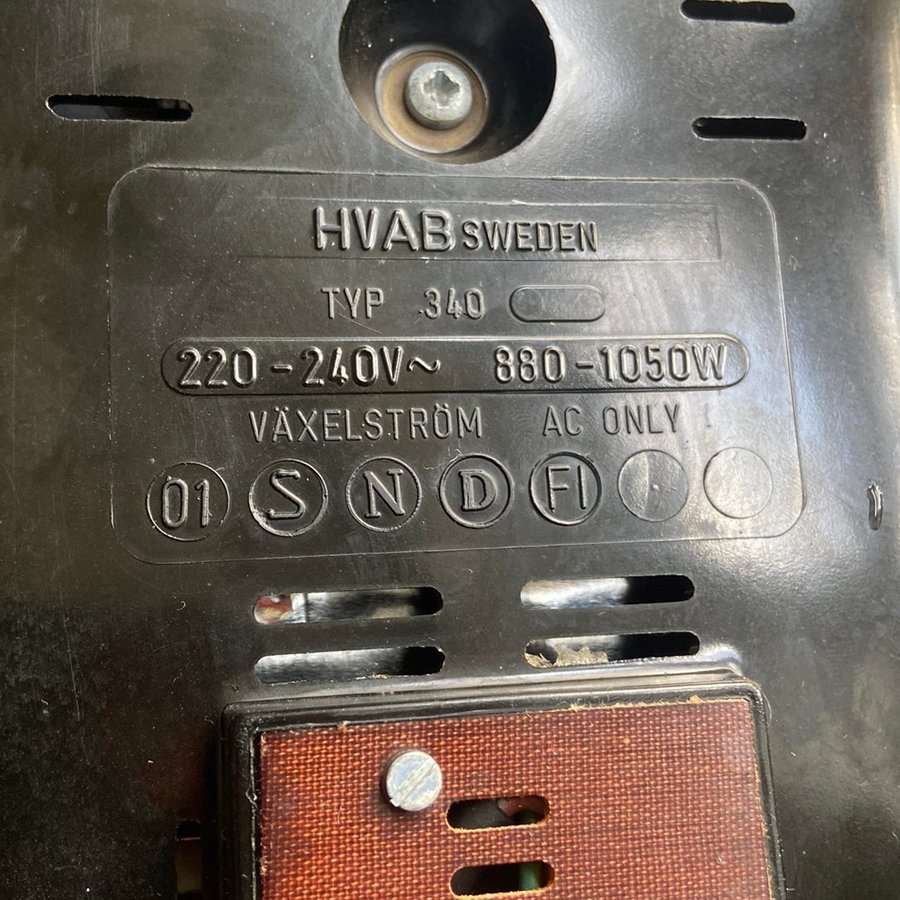 HVAB SWEDEN
TYP 340
220-240V~ 880-1050W
VÄXELSTRÖM AC ONLY
01 S N D FI